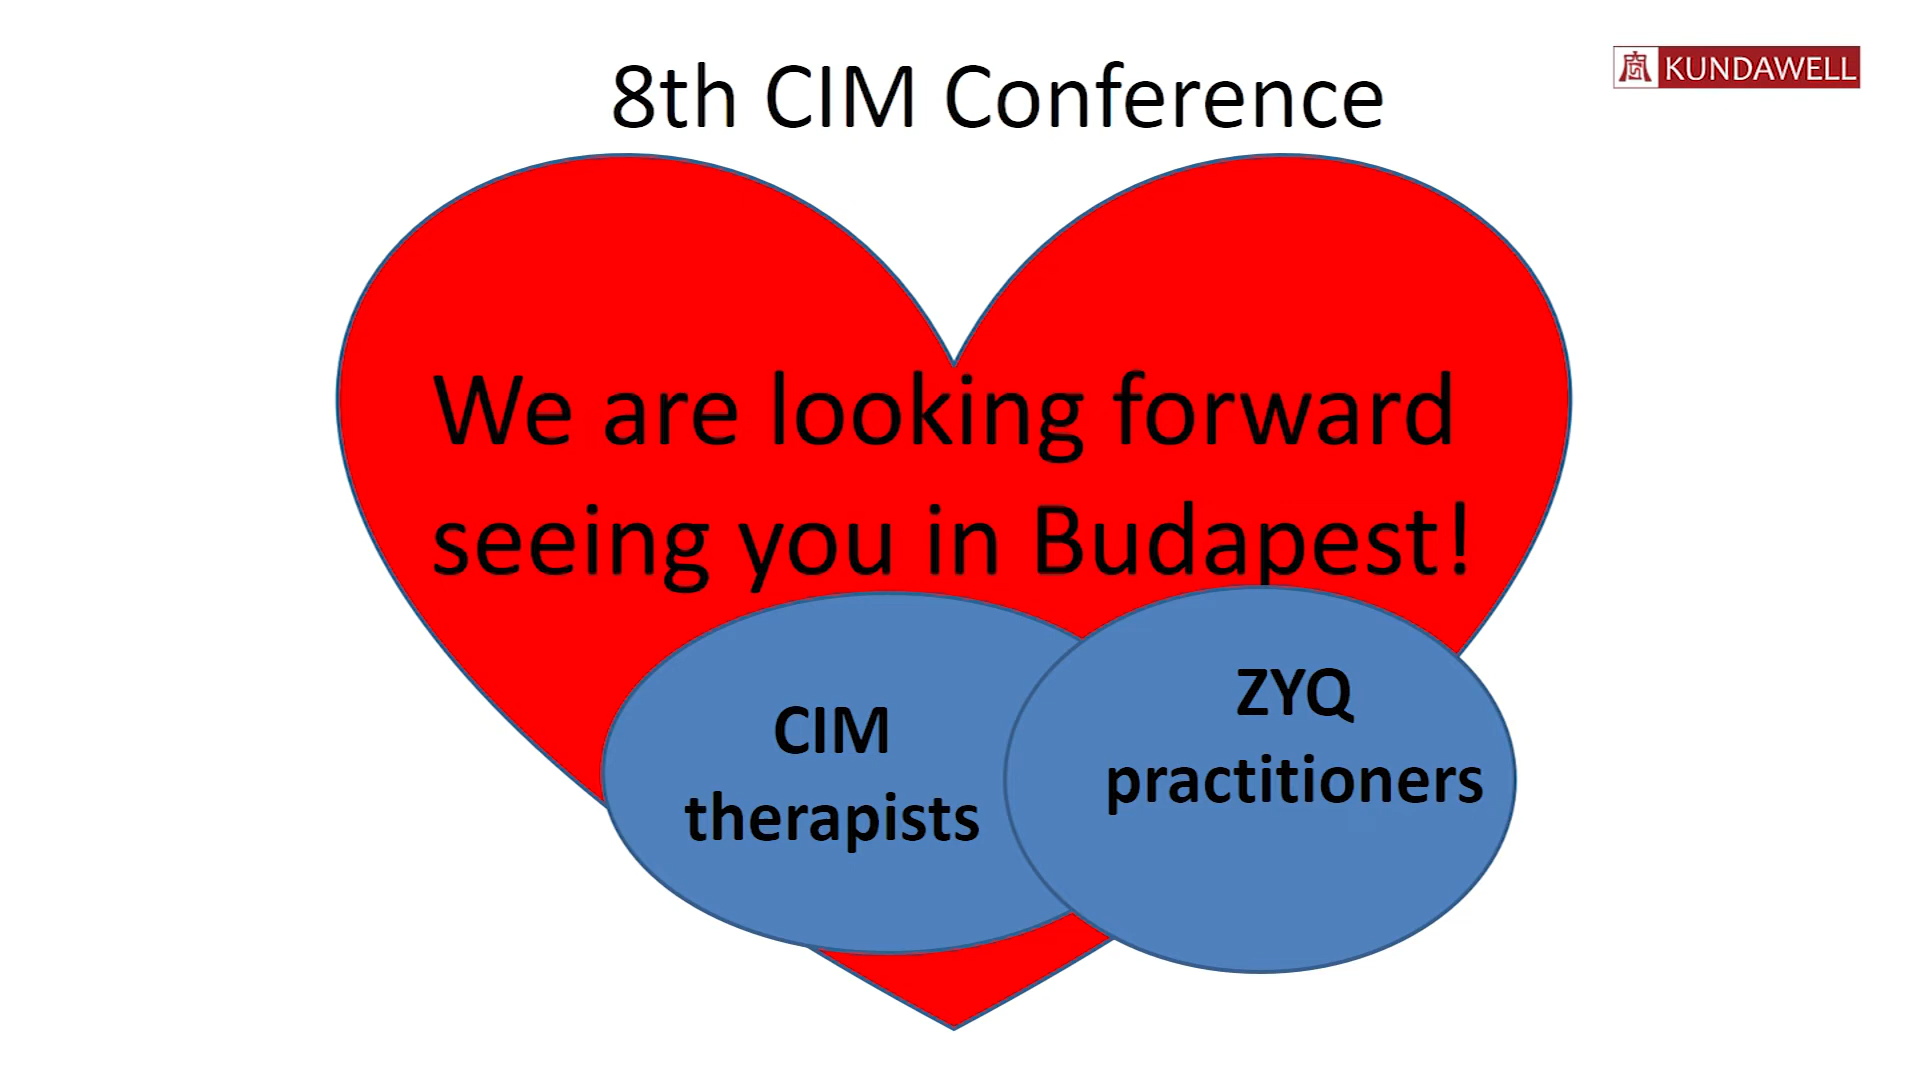 8th CIM Conference
KUNDAWELL
We are looking forward
seeing you in Budapest!
CIM
therapists
ZYQ
practitioners